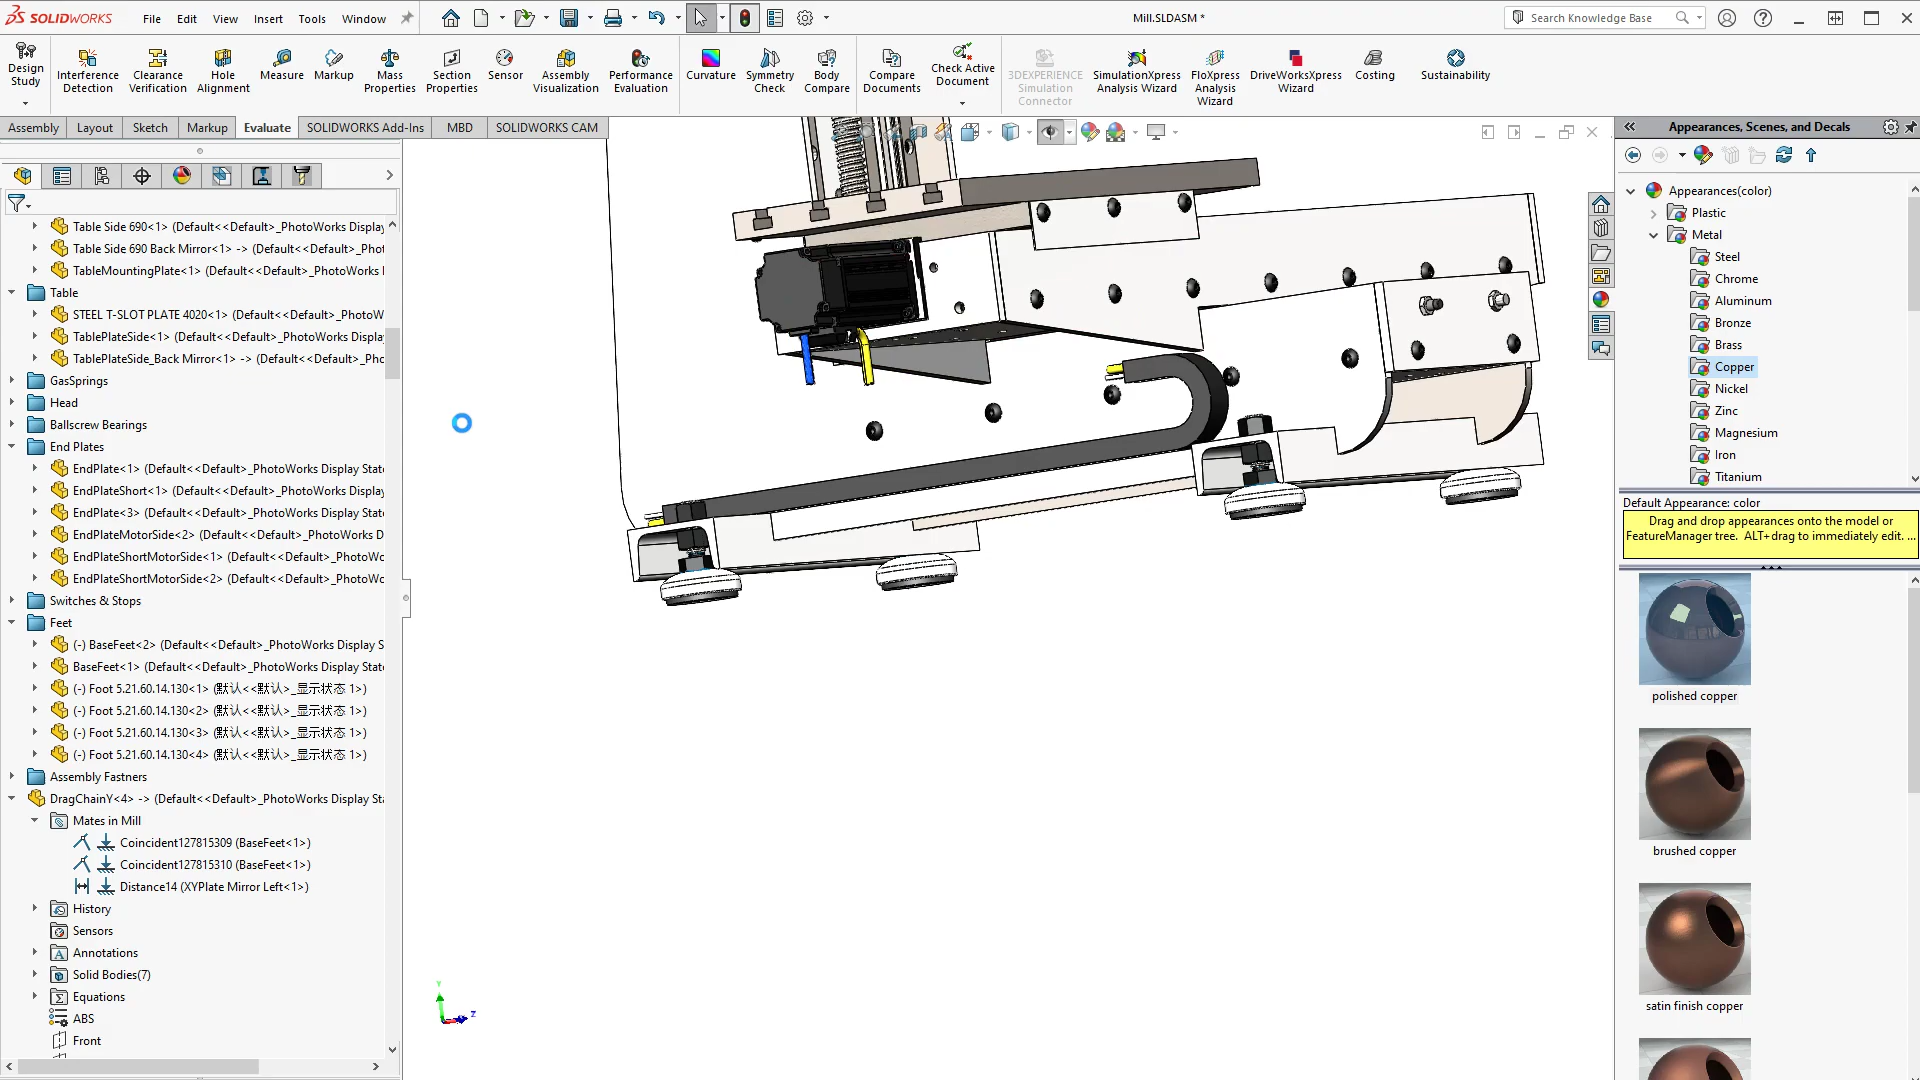 SOLIDWORKS
File Edit View Insert Tools Window
Mill.SLDASM *
Search Knowledge Base
Design Study
Interference Detection
Clearance Verification
Hole Alignment
Measure
Markup
Mass Properties
Section Properties
Sensor
Assembly Visualization
Performance Evaluation
Curvature
Symmetry Check
Body Compare
Compare Documents
Check Active Document
3DEXPERIENCE Simulation Connector
SimulationXpress Analysis Wizard
FloXpress Analysis Wizard
DriveWorksXpress Wizard
Costing
Sustainability
Assembly Layout Sketch Markup Evaluate SOLIDWORKS Add-Ins MBD SOLIDWORKS CAM
Table Side 690<1> (Default<<Default>_PhotoWorks Display
Table Side 690 Back Mirror<1> -> (Default<<Default>_Phot
TableMountingPlate<1> (Default<<Default>_PhotoWorks I
Table
STEEL T-SLOT PLATE 4020<1> (Default<<Default>_PhotoW
TablePlateSide<1> (Default<<Default>_PhotoWorks Display
TablePlateSide_Back Mirror<1> -> (Default<<Default>_Phc
GasSprings
Head
Ballscrew Bearings
End Plates
EndPlate<1> (Default<<Default>_PhotoWorks Display State
EndPlateShort<1> (Default<<Default>_PhotoWorks Display
EndPlate<3> (Default<<Default>_PhotoWorks Display State
EndPlateMotorSide<2> (Default<<Default>_PhotoWorks D
EndPlateShortMotorSide<1> (Default<<Default>_PhotoWo
EndPlateShortMotorSide<2> (Default<<Default>_PhotoWo
Switches & Stops
Feet
(-) BaseFeet<2> (Default<<Default>_PhotoWorks Display S
BaseFeet<1> (Default<<Default>_PhotoWorks Display State
(-) Foot 5.21.60.14.130<1> (默认<<默认>_显示状态 1>)
(-) Foot 5.21.60.14.130<2> (默认<<默认>_显示状态 1>)
(-) Foot 5.21.60.14.130<3> (默认<<默认>_显示状态 1>)
(-) Foot 5.21.60.14.130<4> (默认<<默认>_显示状态 1>)
Assembly Fastners
DragChainY<4> -> (Default<<Default>_PhotoWorks Display Sta
Mates in Mill
Coincident127815309 (BaseFeet<1>)
Coincident127815310 (BaseFeet<1>)
Distance14 (XYPlate Mirror Left<1>)
History
Sensors
Annotations
Solid Bodies(7)
Equations
ABS
Front
Y
Z
Appearances, Scenes, and Decals
Appearances(color)
Plastic
Metal
Steel
Chrome
Aluminum
Bronze
Brass
Copper
Nickel
Zinc
Magnesium
Iron
Titanium
Default Appearance: color
Drag and drop appearances onto the model or
FeatureManager tree. ALT+drag to immediately edit. ...
polished copper
brushed copper
satin finish copper